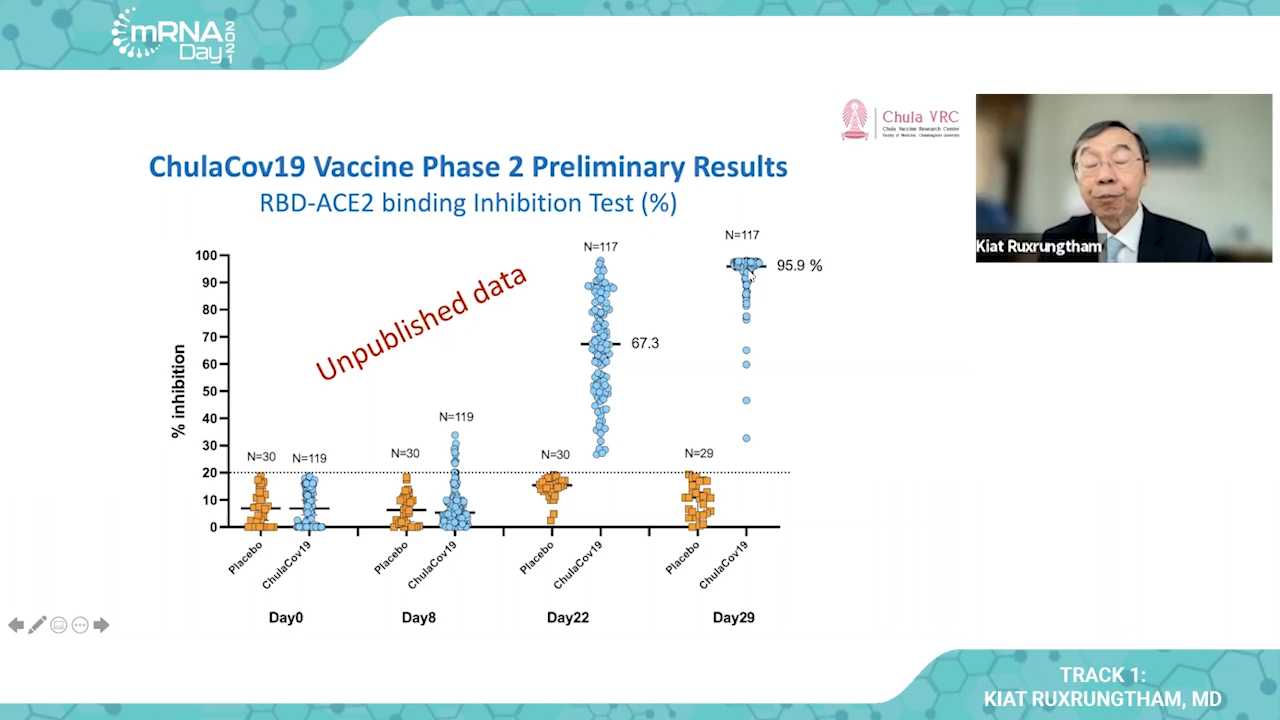 mRNA
Day
2021
Chula VRC
Chula Vaccine Research Center
Faculty of Medicine, Chulalongkorn University
Kiat Ruxrungtham
ChulaCov19 Vaccine Phase 2 Preliminary Results
RBD-ACE2 binding Inhibition Test (%)
Unpublished data
% inhibition
100
90
80
70
60
50
40
30
20
10
0
N=30
N=119
N=30
N=119
N=30
N=117
67.3
N=29
N=117
95.9 %
Placebo
ChulaCov19
Placebo
ChulaCov19
Placebo
ChulaCov19
Placebo
ChulaCov19
Day0
Day8
Day22
Day29
TRACK 1:
KIAT RUXRUNGTHAM, MD